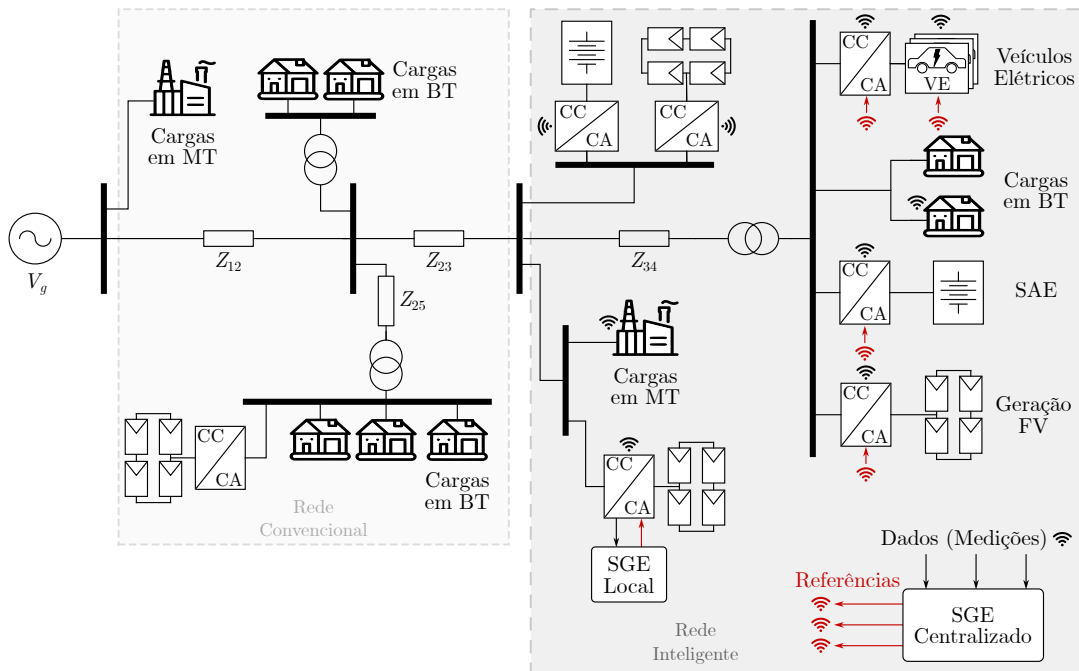 V_g
Cargas
em MT
Cargas
em BT
Z_12
Z_23
Z_25
CC
CA
Cargas
em BT
Rede
Convencional
CC
CA
CC
CA
Z_34
Cargas
em MT
CC
CA
SGE
Local
Rede
Inteligente
CC
CA
VE
Veículos
Elétricos
Cargas
em BT
CC
CA
SAE
CC
CA
Geração
FV
Dados (Medições)
Referências
SGE
Centralizado